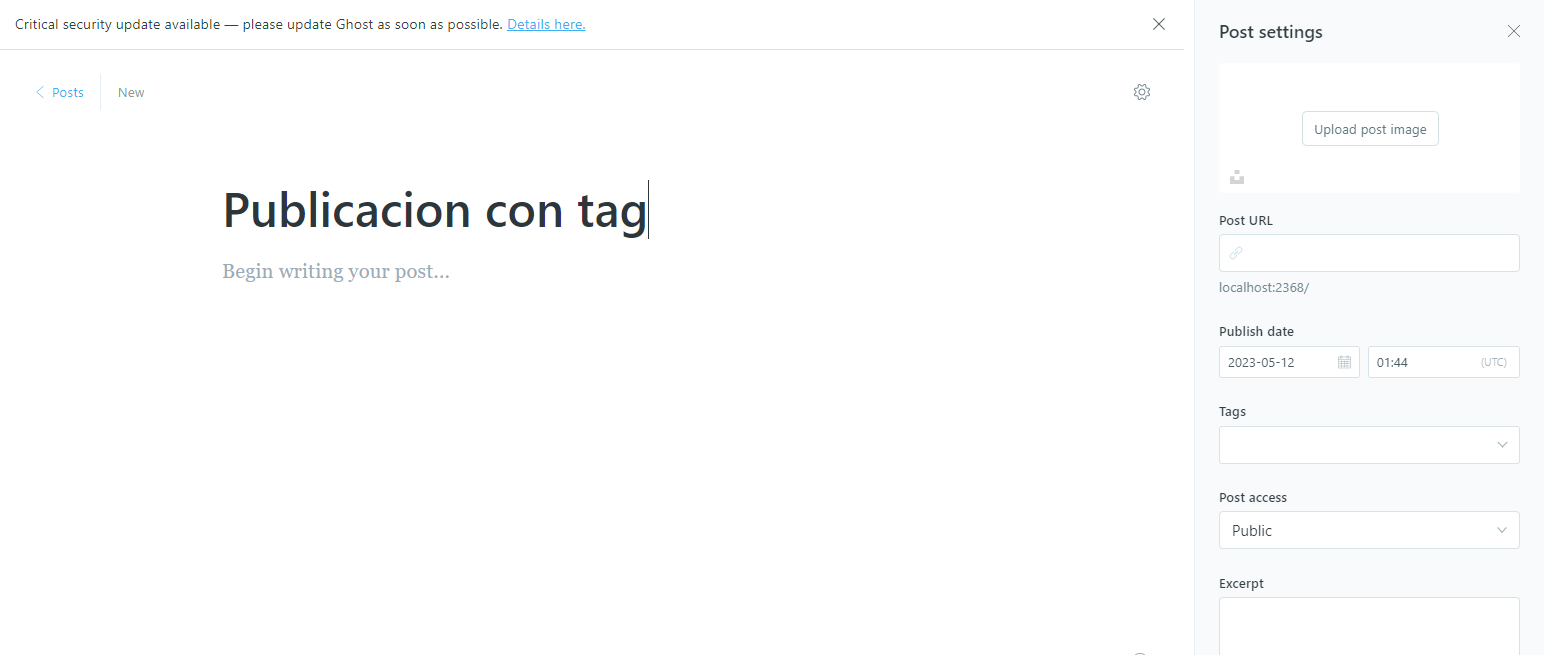 Critical security update available — please update Ghost as soon as possible. Details here.
Posts
New
Publicacion con tag
Begin writing your post...
Post settings
Upload post image
Post URL
localhost:2368/
Publish date
2023-05-12
01:44
(UTC)
Tags
Post access
Public
Excerpt